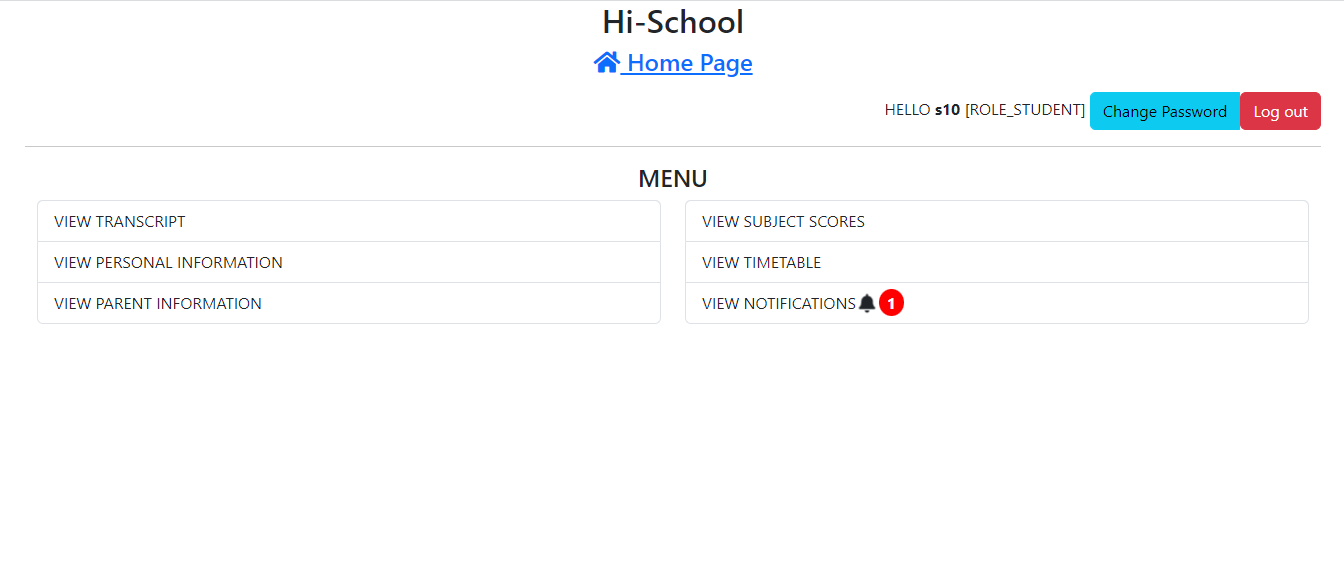 Hi-School
Home Page
HELLO s10 [ROLE_STUDENT] Change Password Log out
MENU
VIEW TRANSCRIPT
VIEW PERSONAL INFORMATION
VIEW PARENT INFORMATION
VIEW SUBJECT SCORES
VIEW TIMETABLE
VIEW NOTIFICATIONS 1